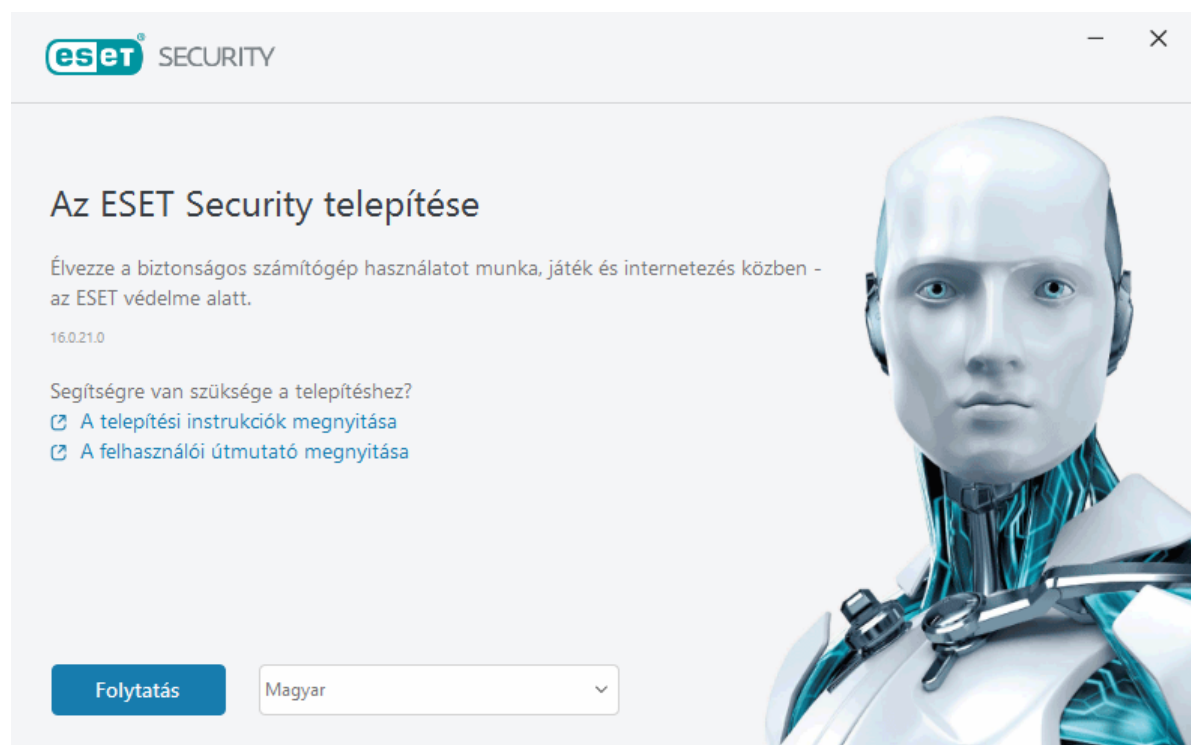 eset® SECURITY
Az ESET Security telepítése
Élvezze a biztonságos számítógép használatot munka, játék és internetezés közben -
az ESET védelme alatt.
16.0.21.0
Segítségre van szüksége a telepítéshez?
A telepítési instrukciók megnyitása
A felhasználói útmutató megnyitása
Folytatás
Magyar